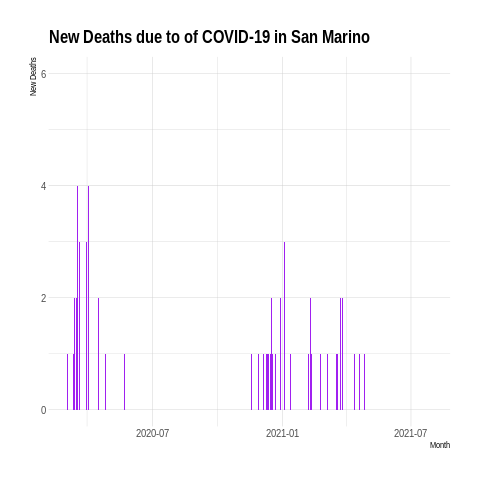 New Deaths due to of COVID-19 in San Marino
New Deaths
6
4
2
0
2020-07
2021-01
2021-07
Month